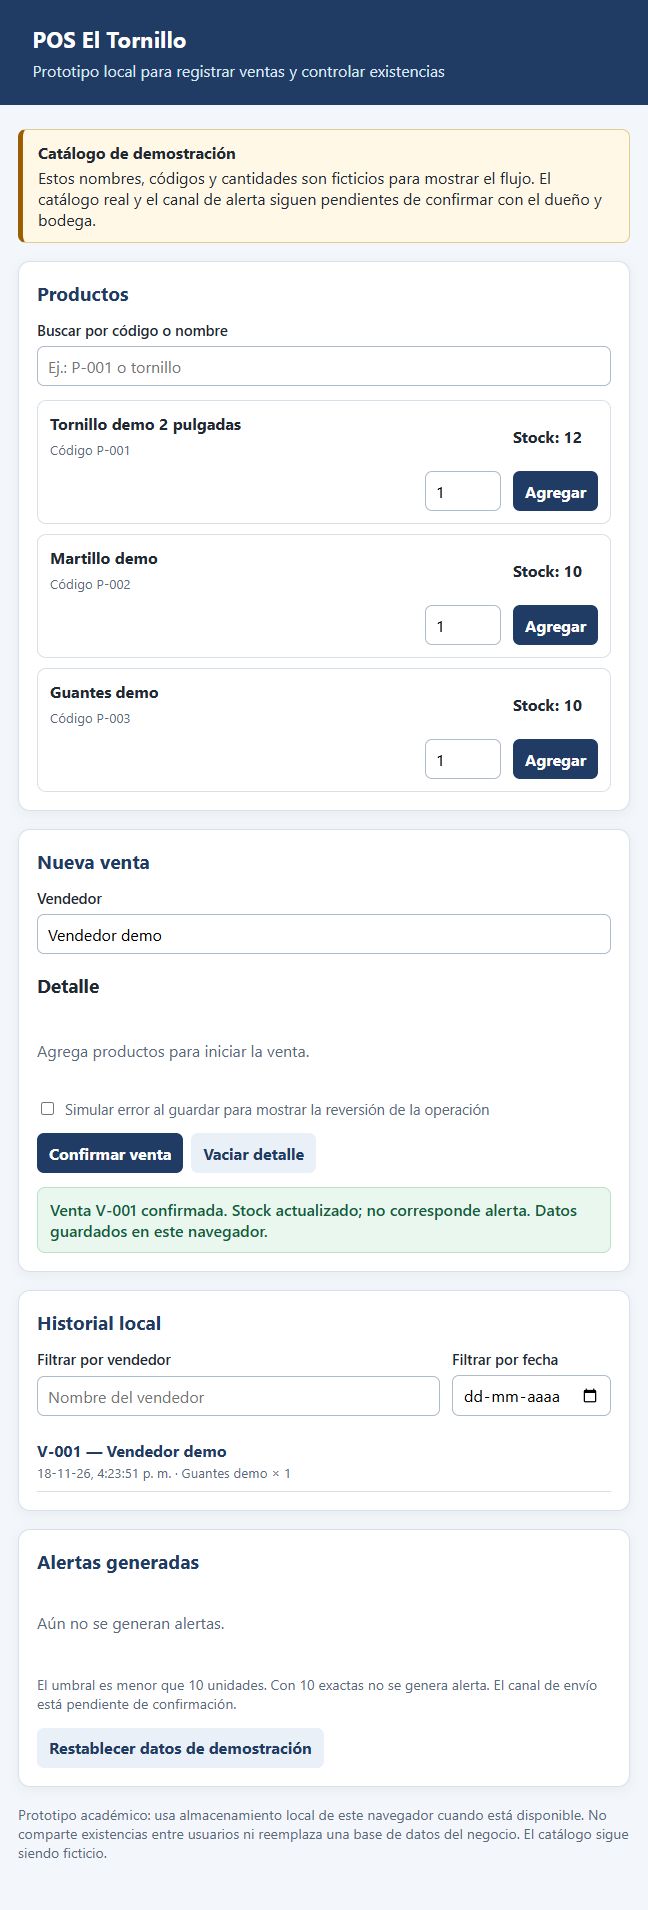 POS El Tornillo
Prototipo local para registrar ventas y controlar existencias
Catálogo de demostración
Estos nombres, códigos y cantidades son ficticios para mostrar el flujo. El
catálogo real y el canal de alerta siguen pendientes de confirmar con el dueño y
bodega.
Productos
Buscar por código o nombre
Ej.: P-001 o tornillo
Tornillo demo 2 pulgadas
Código P-001
Stock: 12
1
Agregar
Martillo demo
Código P-002
Stock: 10
1
Agregar
Guantes demo
Código P-003
Stock: 10
1
Agregar
Nueva venta
Vendedor
Vendedor demo
Detalle
Agrega productos para iniciar la venta.
Simular error al guardar para mostrar la reversión de la operación
Confirmar venta
Vaciar detalle
Venta V-001 confirmada. Stock actualizado; no corresponde alerta. Datos
guardados en este navegador.
Historial local
Filtrar por vendedor
Filtrar por fecha
Nombre del vendedor
dd-mm-aaaa
V-001 — Vendedor demo
18-11-26, 4:23:51 p. m. · Guantes demo × 1
Alertas generadas
Aún no se generan alertas.
El umbral es menor que 10 unidades. Con 10 exactas no se genera alerta. El canal de envío
está pendiente de confirmación.
Restablecer datos de demostración
Prototipo académico: usa almacenamiento local de este navegador cuando está disponible. No
comparte existencias entre usuarios ni reemplaza una base de datos del negocio. El catálogo sigue
siendo ficticio.